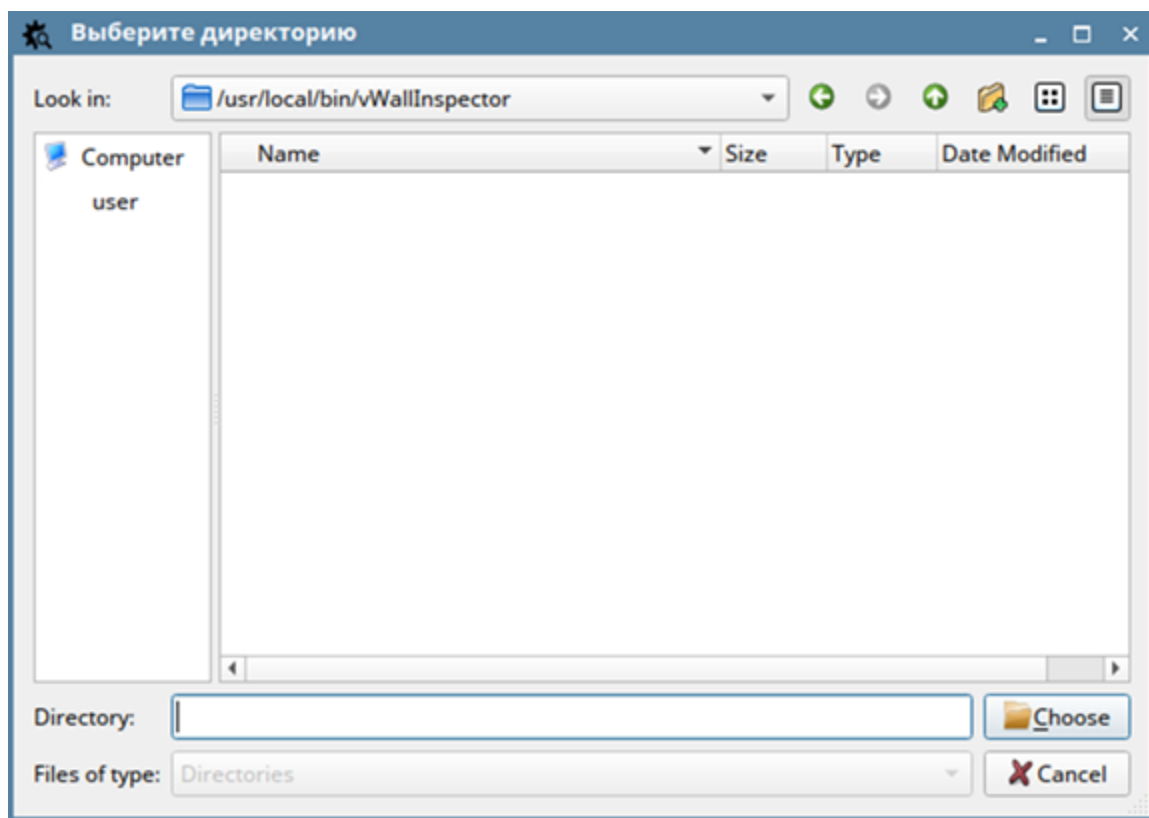 Выберите директорию
Look in: /usr/local/bin/vWallInspector
Computer
user
Name Size Type Date Modified
Directory: Choose
Files of type: Directories Cancel